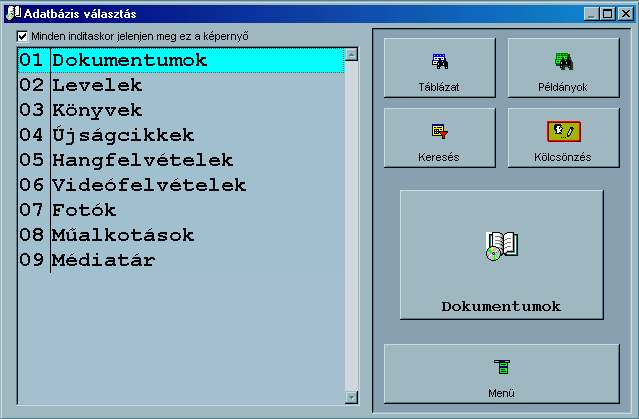 Adatbázis választás
Minden inditaskor jelenjen meg ez a képernyő
01 Dokumentumok
02 Levelek
03 Könyvek
04 Újságcikkek
05 Hangfelvételek
06 Videófelvételek
07 Fotók
08 Műalkotások
09 Médiatár
Táblázat
Példányok
Keresés
Kölcsönzés
Dokumentumok
Menü